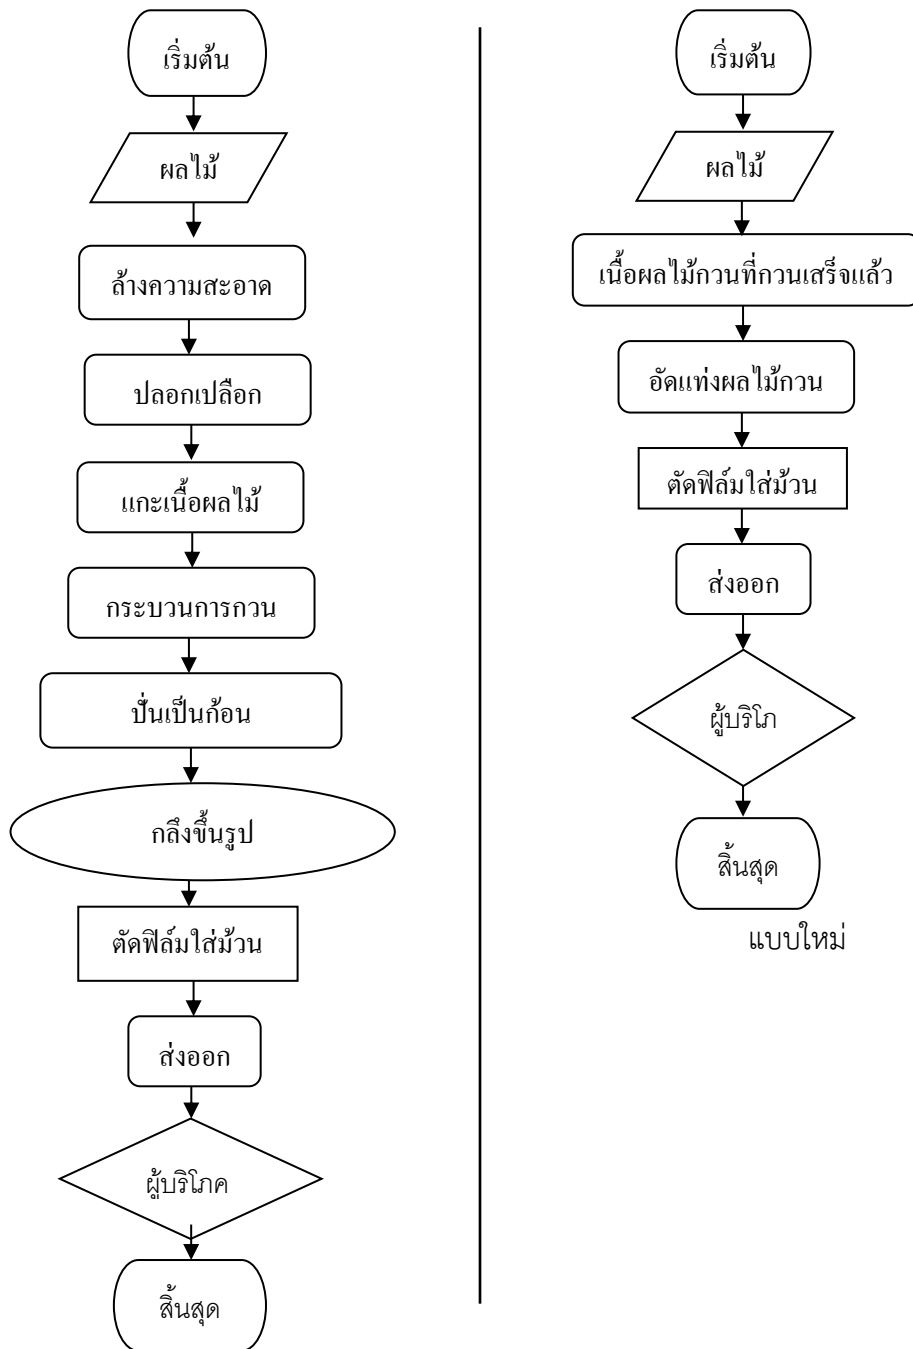 เริ่มต้น
ผลไม้
ล้างความสะอาด
ปลอกเปลือก
แกะเนื้อผลไม้
กระบวนการกวน
ปั่นเป็นก้อน
กลึงขึ้นรูป
ตัดฟิล์มใส่ม้วน
ส่งออก
ผู้บริโภค
สิ้นสุด
เริ่มต้น
ผลไม้
เนื้อผลไม้กวนที่กวนเสร็จแล้ว
อัดแท่งผลไม้กวน
ตัดฟิล์มใส่ม้วน
ส่งออก
ผู้บริโภ
สิ้นสุด
แบบใหม่